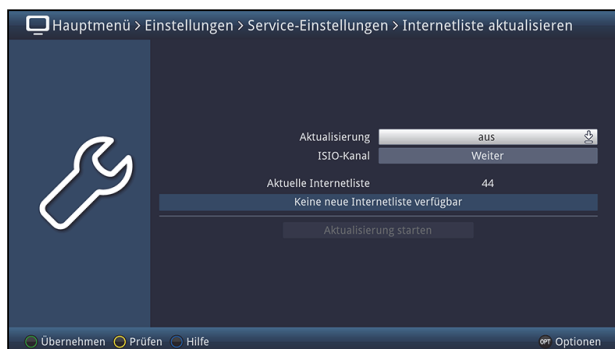 Hauptmenü > Einstellungen > Service-Einstellungen > Internetliste aktualisieren
Aktualisierung aus
ISIO-Kanal Weiter
Aktuelle Internetliste 44
Keine neue Internetliste verfügbar
Aktualisierung starten
Übernehmen Prüfen Hilfe OPT Optionen